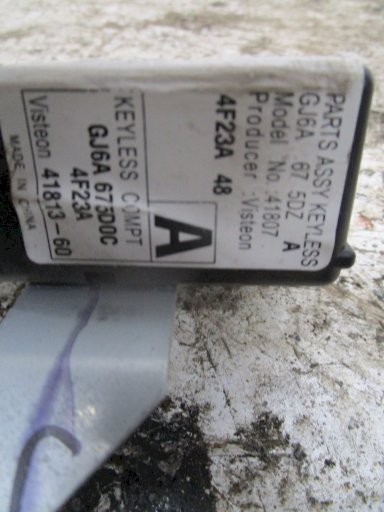 PARTS ASSY KEYLESS
GJ6A 67 5DZ A
Model No :41807
Producer :Visteon
4F23A 48
A
KEYLESS COMPT
GJ6A 67500C
4F23A
Visteon 41813-60
MADE IN CHINA